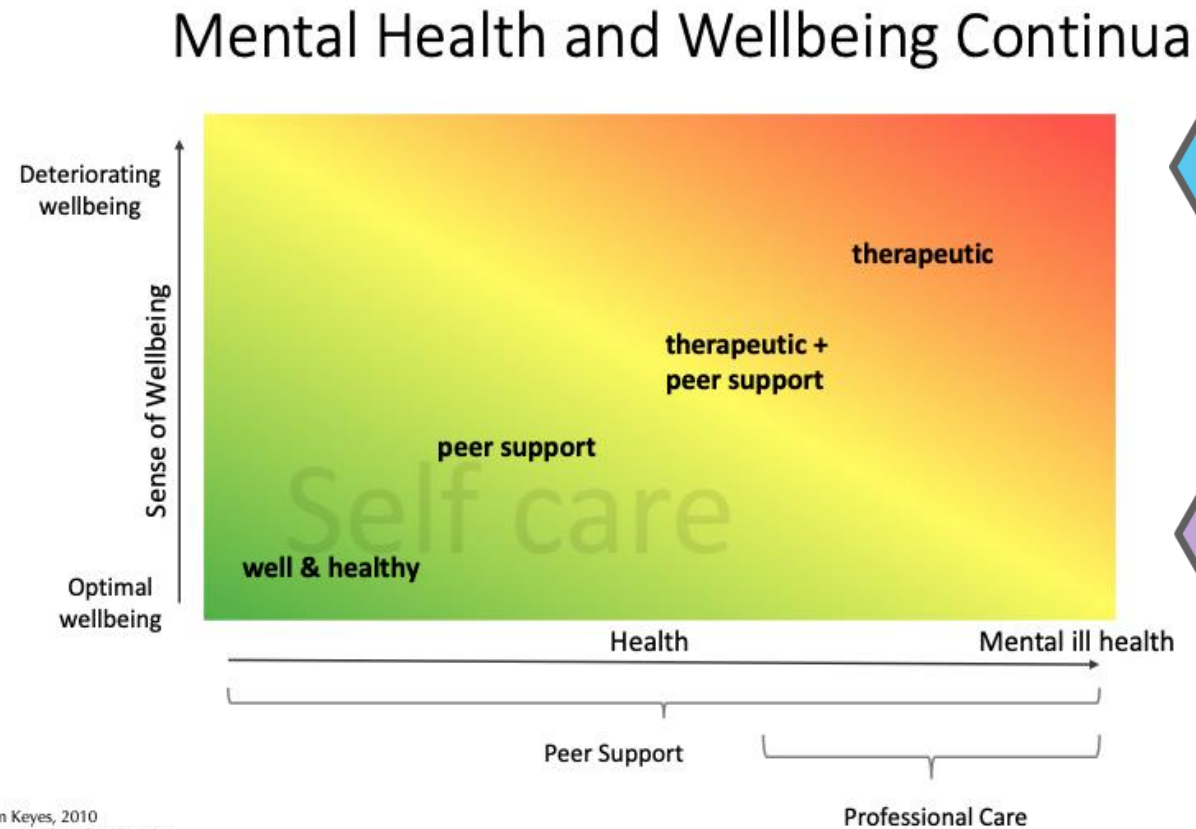 Mental Health and Wellbeing Continua
Deteriorating
wellbeing
Sense of Wellbeing
Optimal
wellbeing
therapeutic
therapeutic +
peer support
peer support
Self care
well & healthy
Health
Mental ill health
Peer Support
Professional Care
Keyes, 2010